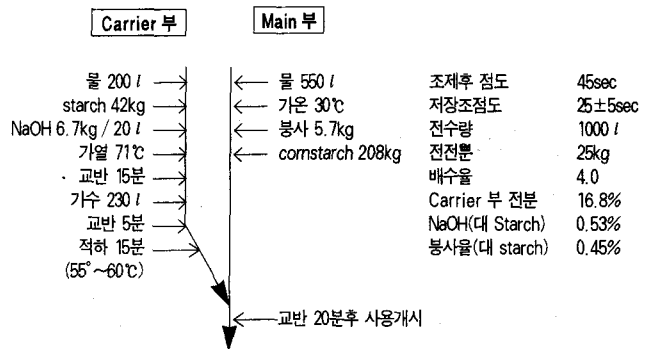 Carrier 부
Main 부
물 200 ℓ
starch 42kg
NaOH 6.7kg / 20 ℓ
가열 71℃
교반 15분
가수 230 ℓ
교반 5분
적하 15분
(55°~60℃)
물 550 ℓ
가온 30℃
붕사 5.7kg
cornstarch 208kg
교반 20분후 사용개시
조제후 점도 45sec
저장조점도 25±5sec
전수량 1000 ℓ
전전뿐 25kg
배수율 4.0
Carrier 부 전분 16.8%
NaOH(대 Starch) 0.53%
붕사율(대 starch) 0.45%